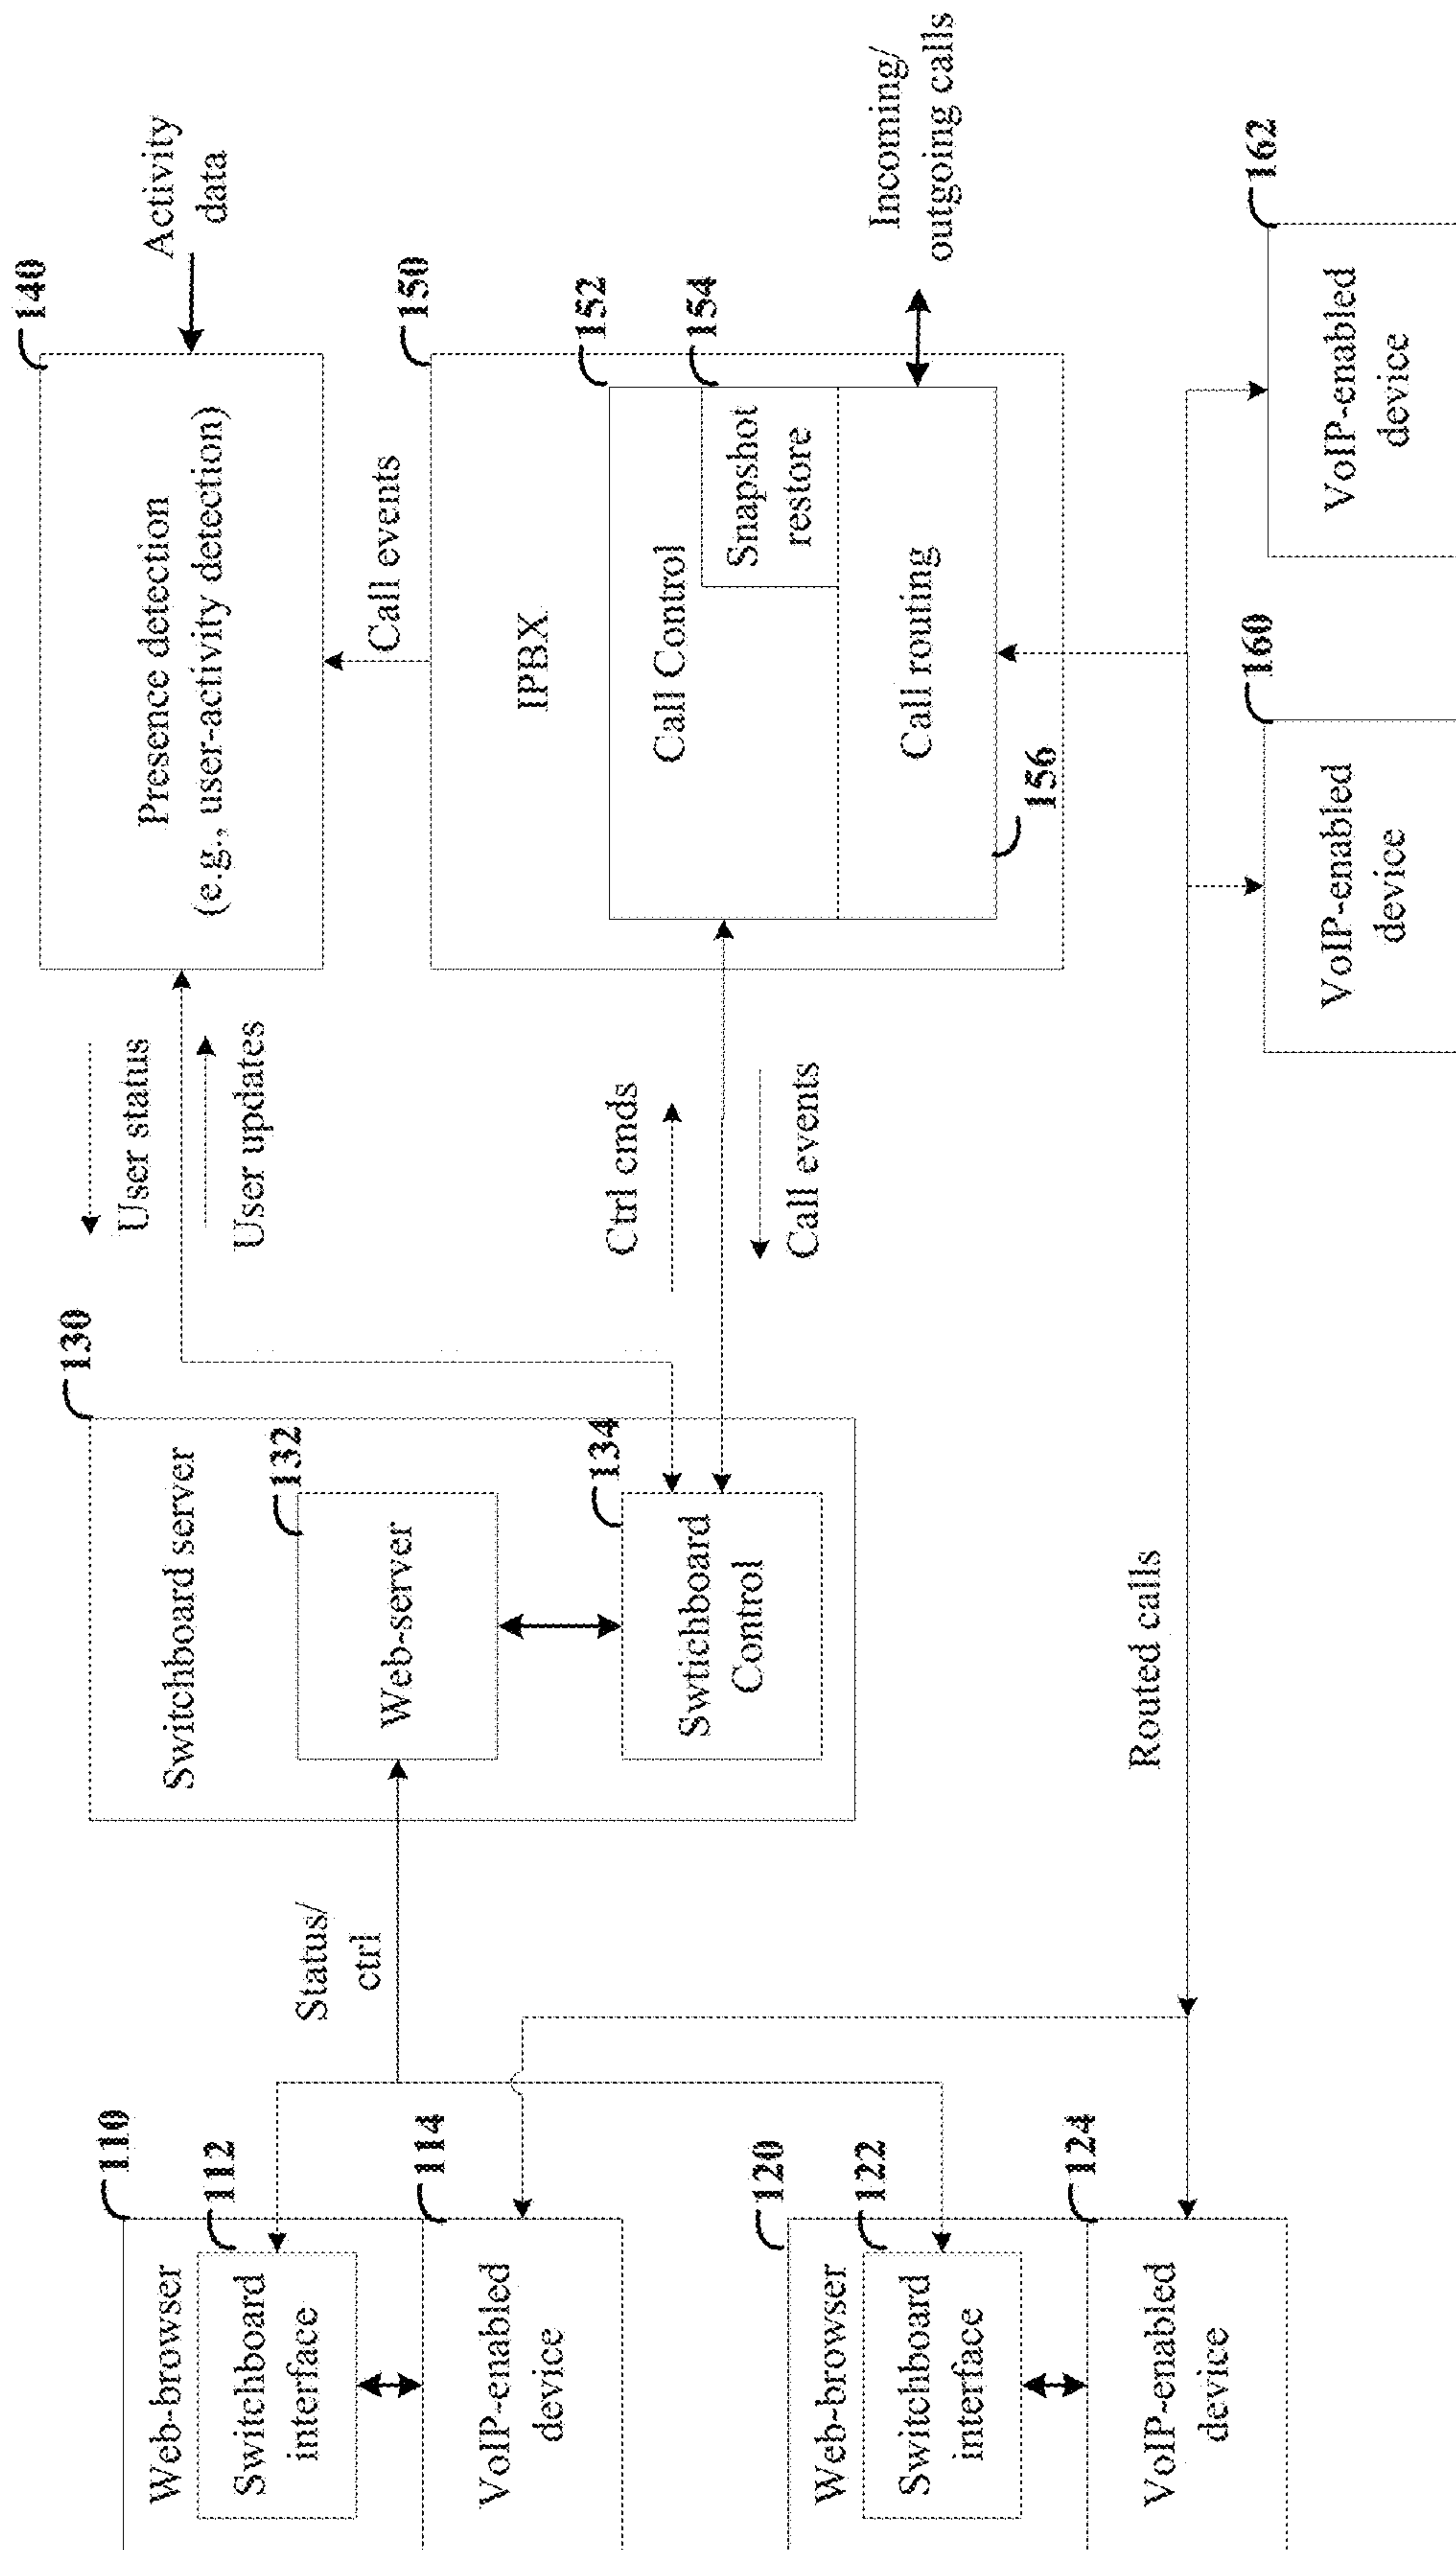 110
Web-browser
112
Switchboard
interface
114
VoIP-enabled
device
120
Web-browser
122
Switchboard
interface
124
VoIP-enabled
device
Status/
ctrl
130
Switchboard server
132
Web-server
134
Swtichboard
Control
User status
User updates
Ctrl cmds
Call events
Routed calls
140
Presence detection
(e.g., user-activity detection)
Activity
data
Call events
150
IPBX
152
Call Control
154
Snapshot
restore
Call routing
156
Incoming/
outgoing calls
160
VoIP-enabled
device
162
VoIP-enabled
device